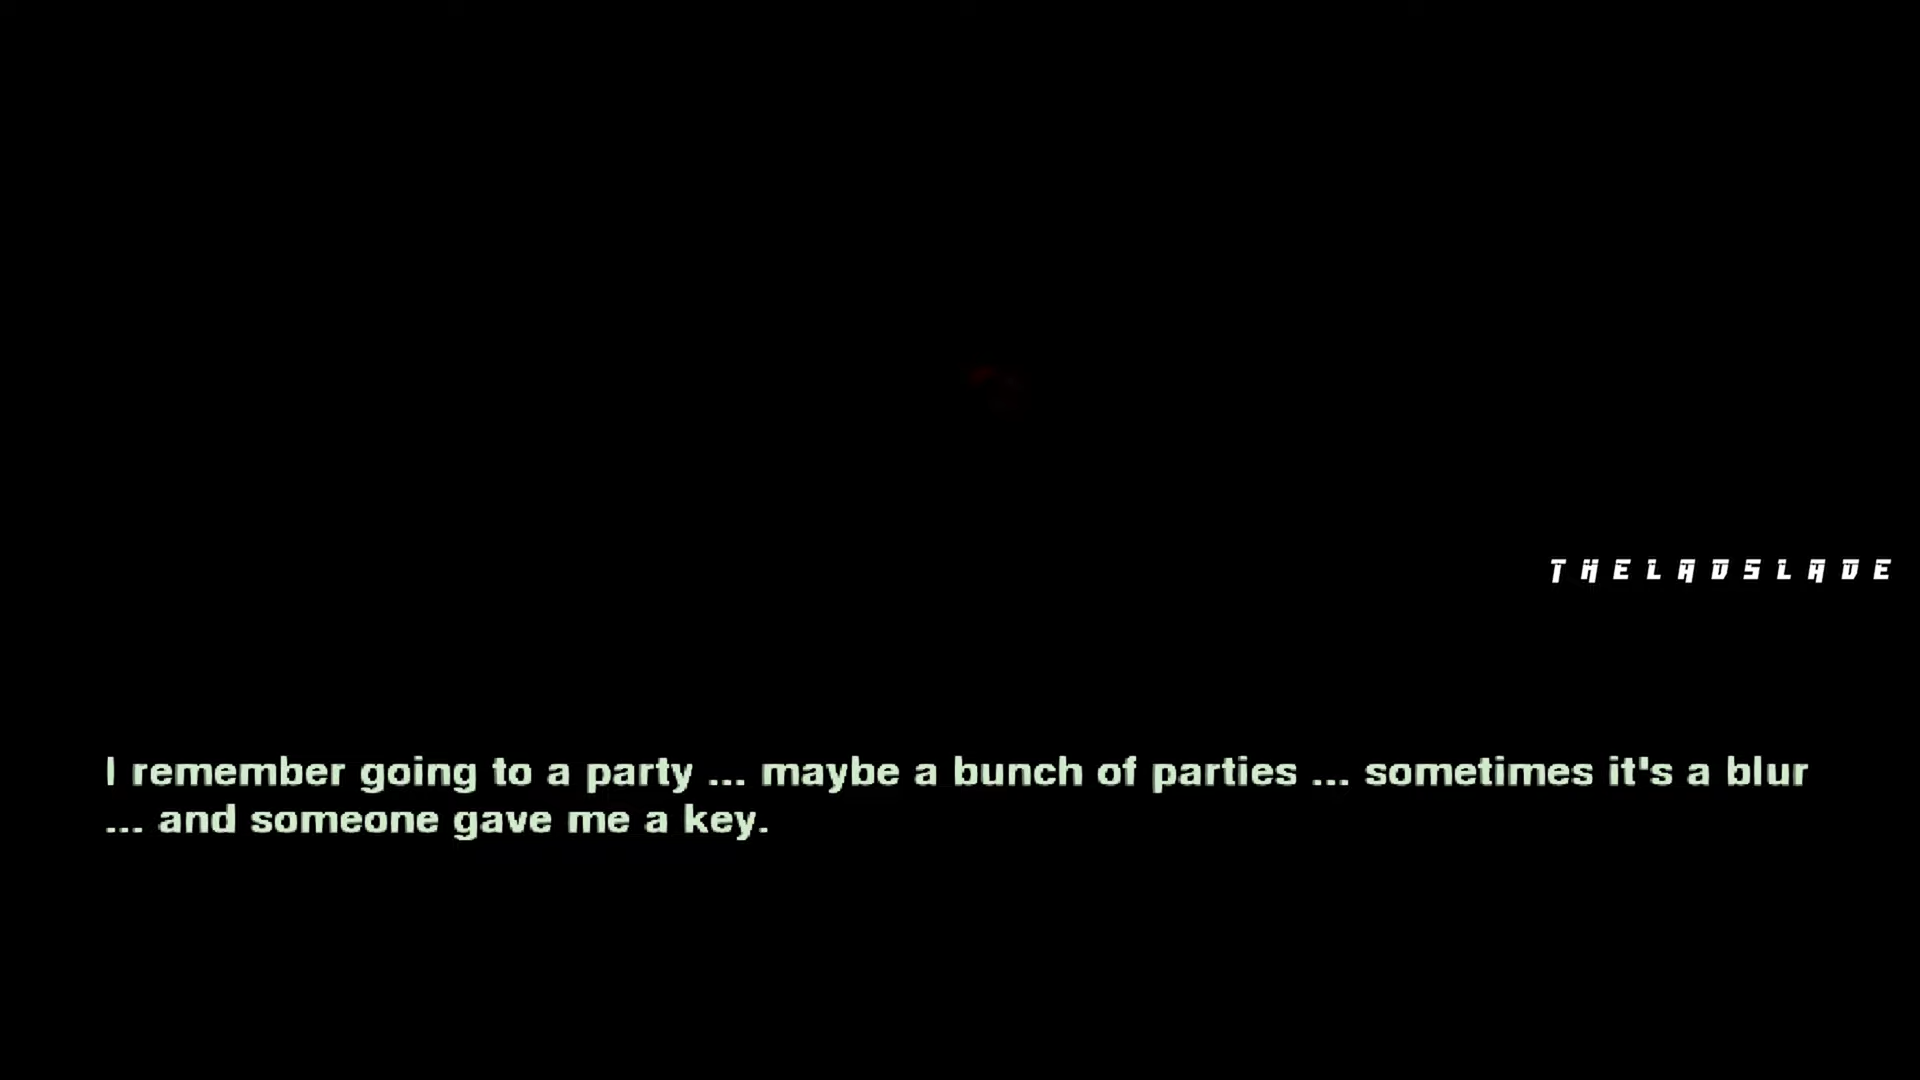 THELADSLADE
I remember going to a party ... maybe a bunch of parties ... sometimes it's a blur
... and someone gave me a key.